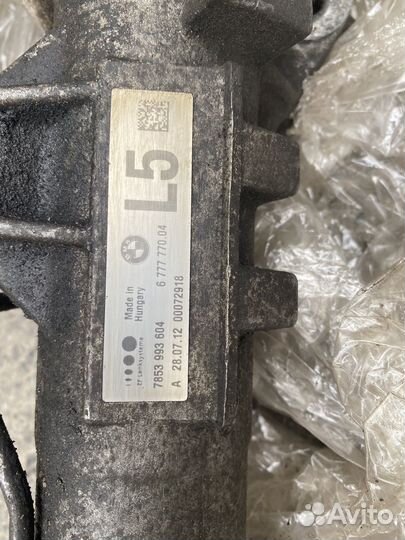 L5
6 777 770.04
Made in
Hungary
ZF Lenksysteme
7853 993 604
A 28.07.12 00072918
Avito